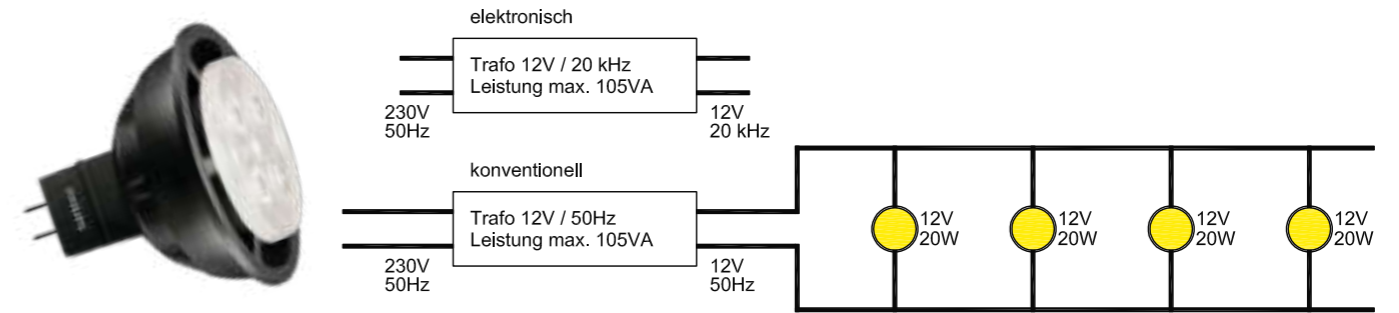 elektronisch
Trafo 12V / 20 kHz
Leistung max. 105VA
230V
50Hz
12V
20 kHz
konventionell
Trafo 12V / 50Hz
Leistung max. 105VA
230V
50Hz
12V
50Hz
12V
20W
12V
20W
12V
20W
12V
20W